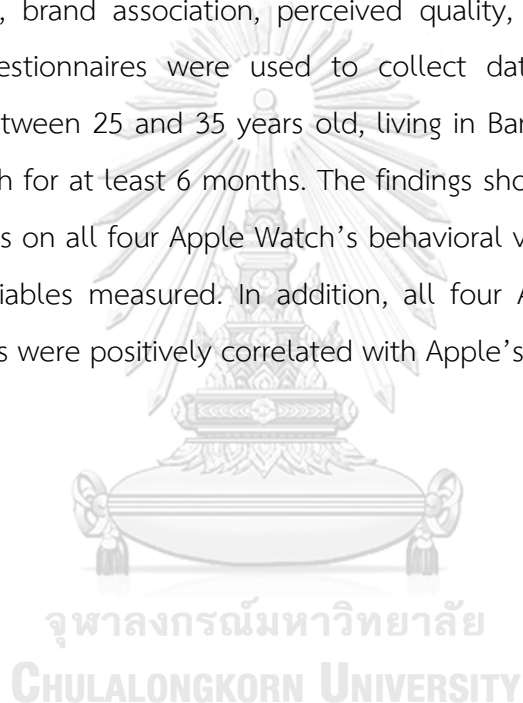 , brand association, perceived quality,
estionnaires were used to collect dat
tween 25 and 35 years old, living in Ban
h for at least 6 months. The findings sho
s on all four Apple Watch's behavioral v
iables measured. In addition, all four A
s were positively correlated with Apple's
จุฬาลงกรณ์มหาวิทยาลัย
CHULALONGKORN UNIVERSITY